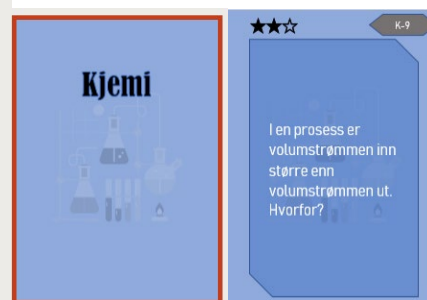 Kjemi
K-9
I en prosess er
volumstrømmen inn
større enn
volumstrømmen ut.
Hvorfor?